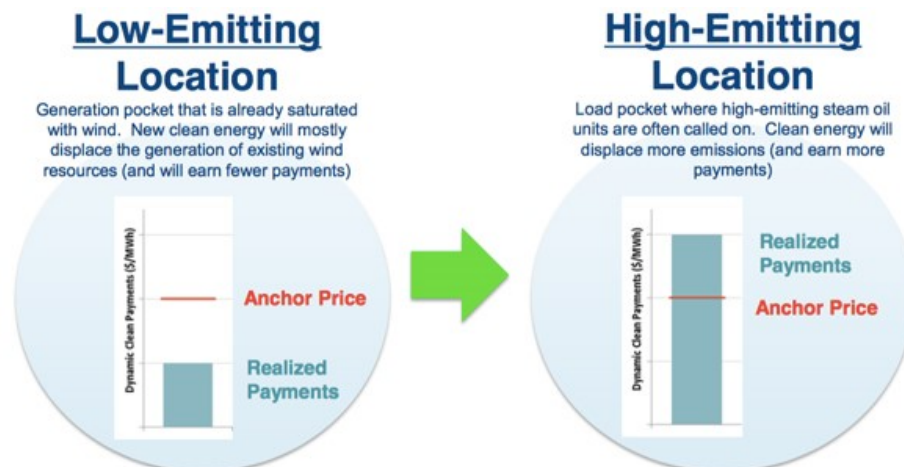 Low-Emitting
Location
Generation pocket that is already saturated
with wind. New clean energy will mostly
displace the generation of existing wind
resources (and will earn fewer payments)
Dynamic Clean Payments ($/MWh)
Anchor Price
Realized
Payments
High-Emitting
Location
Load pocket where high-emitting steam oil
units are often called on. Clean energy will
displace more emissions (and earn more
payments)
Dynamic Clean Payments ($/MWh)
Realized
Payments
Anchor Price